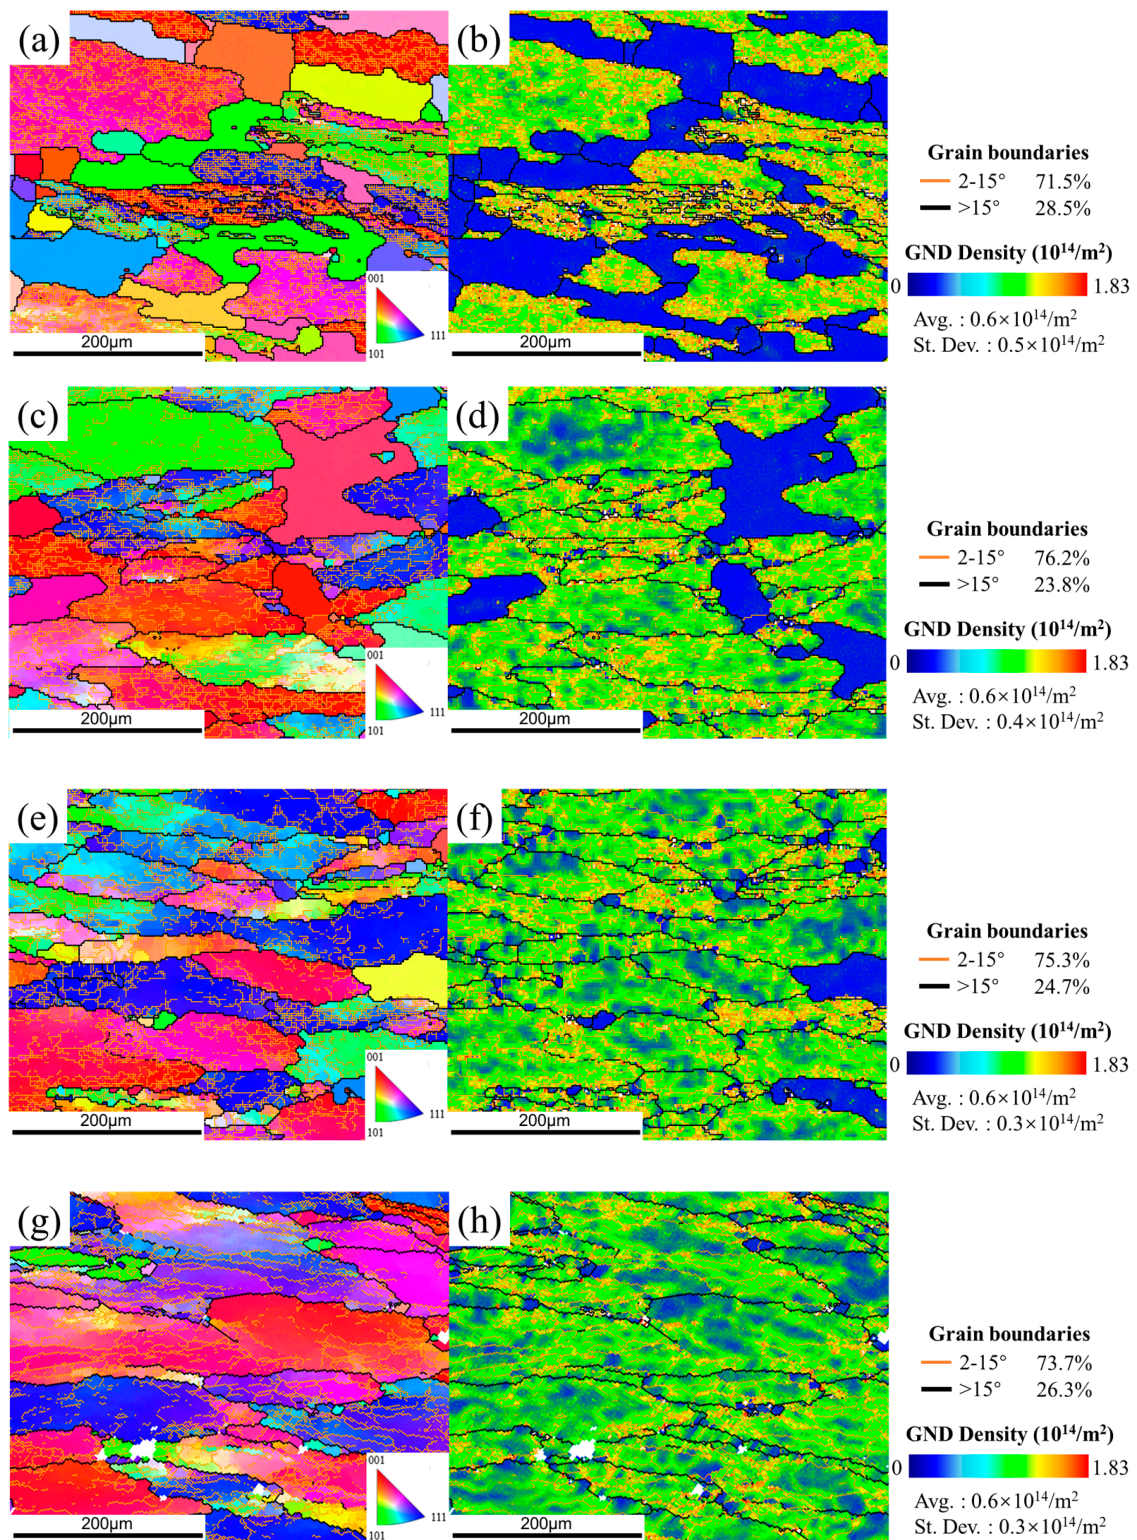 (a)
(b)
001
101
111
200μm
200μm
Grain boundaries
2-15° 71.5%
>15° 28.5%
GND Density (10¹⁴/m²)
0 1.83
Avg. : 0.6×10¹⁴/m²
St. Dev. : 0.5×10¹⁴/m²
(c)
(d)
001
101
111
200μm
200μm
Grain boundaries
2-15° 76.2%
>15° 23.8%
GND Density (10¹⁴/m²)
0 1.83
Avg. : 0.6×10¹⁴/m²
St. Dev. : 0.4×10¹⁴/m²
(e)
(f)
001
101
111
200μm
200μm
Grain boundaries
2-15° 75.3%
>15° 24.7%
GND Density (10¹⁴/m²)
0 1.83
Avg. : 0.6×10¹⁴/m²
St. Dev. : 0.3×10¹⁴/m²
(g)
(h)
001
101
111
200μm
200μm
Grain boundaries
2-15° 73.7%
>15° 26.3%
GND Density (10¹⁴/m²)
0 1.83
Avg. : 0.6×10¹⁴/m²
St. Dev. : 0.3×10¹⁴/m²